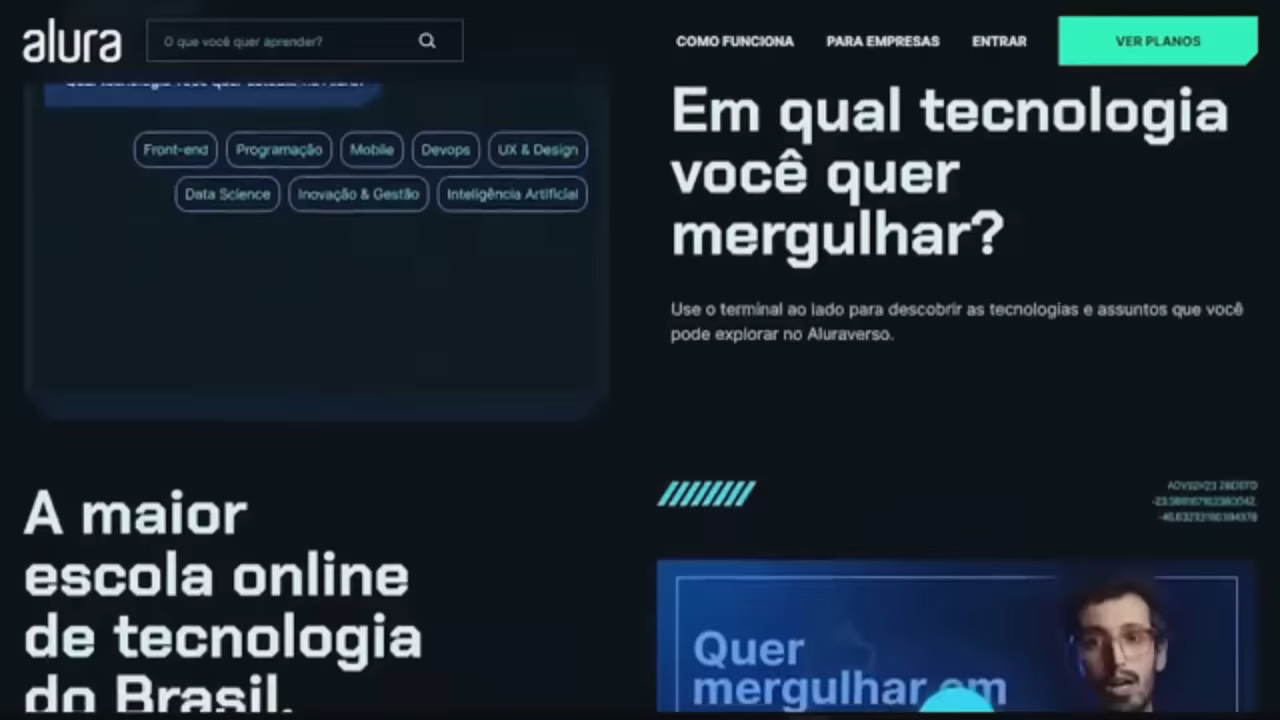 alura
O que você quer aprender?
COMO FUNCIONA
PARA EMPRESAS
ENTRAR
VER PLANOS
Front-end
Programação
Mobile
Devops
UX & Design
Data Science
Inovação & Gestão
Inteligência Artificial
Em qual tecnologia
você quer
mergulhar?
Use o terminal ao lado para descobrir as tecnologias e assuntos que você
pode explorar no Aluraverso.
A maior
escola online
de tecnologia
do Brasil.
Quer
mergulhar em